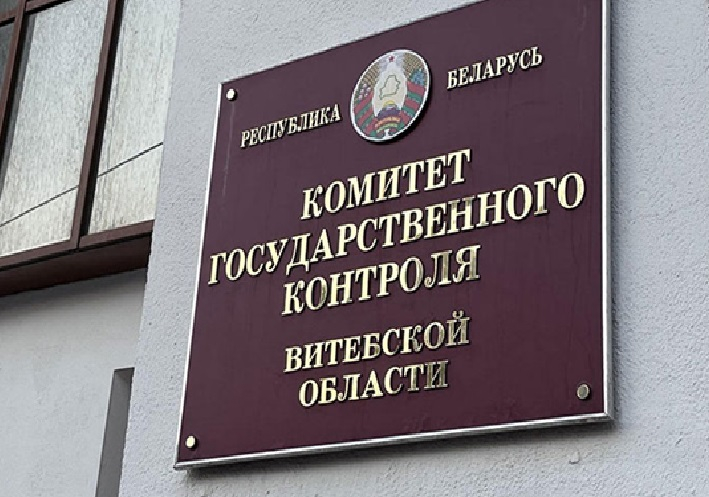 РЕСПУБЛИКА БЕЛАРУСЬ
КОМИТЕТ
ГОСУДАРСТВЕННОГО
КОНТРОЛЯ
ВИТЕБСКОЙ
ОБЛАСТИ